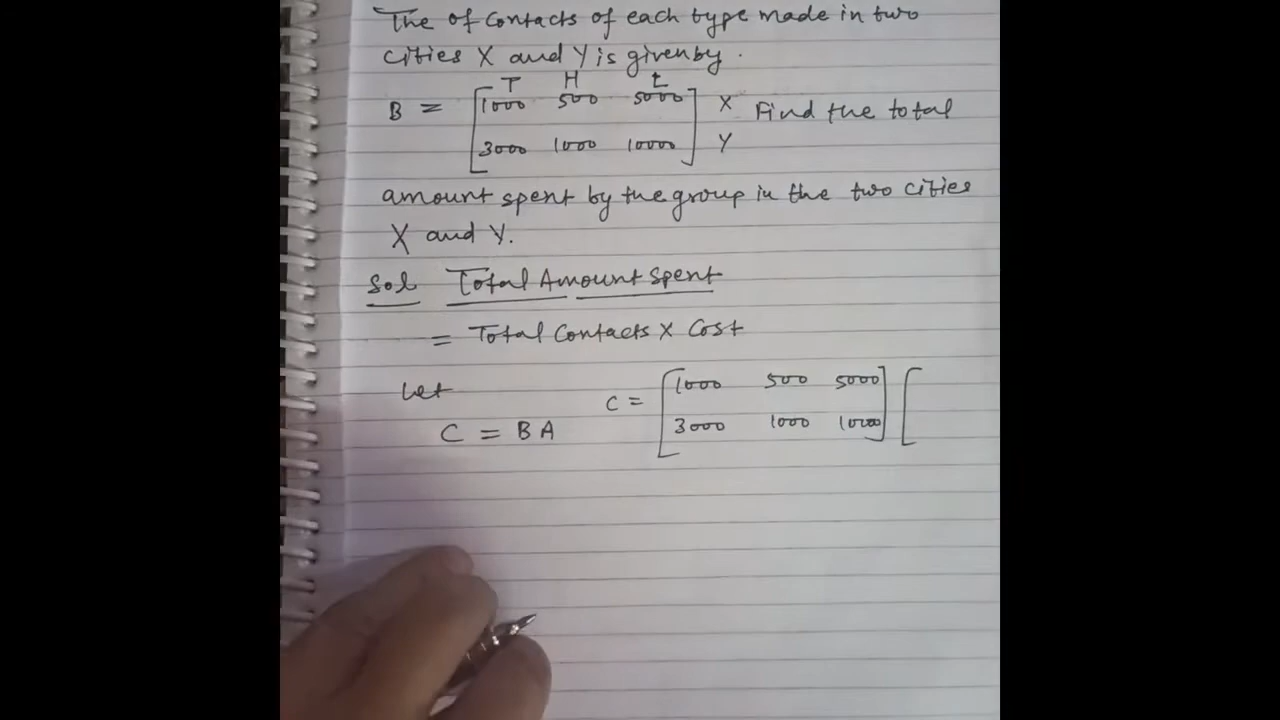 The of Contacts of each type made in two
cities X and Y is given by.
T H L
B = [1000 500 5000] X Find the total
[3000 1000 10000] Y
amount spent by the group in the two cities
X and Y.
Sol Total Amount Spent
= Total Contacts X Cost
Let C = [1000 500 5000] [
C = BA [3000 1000 10000]